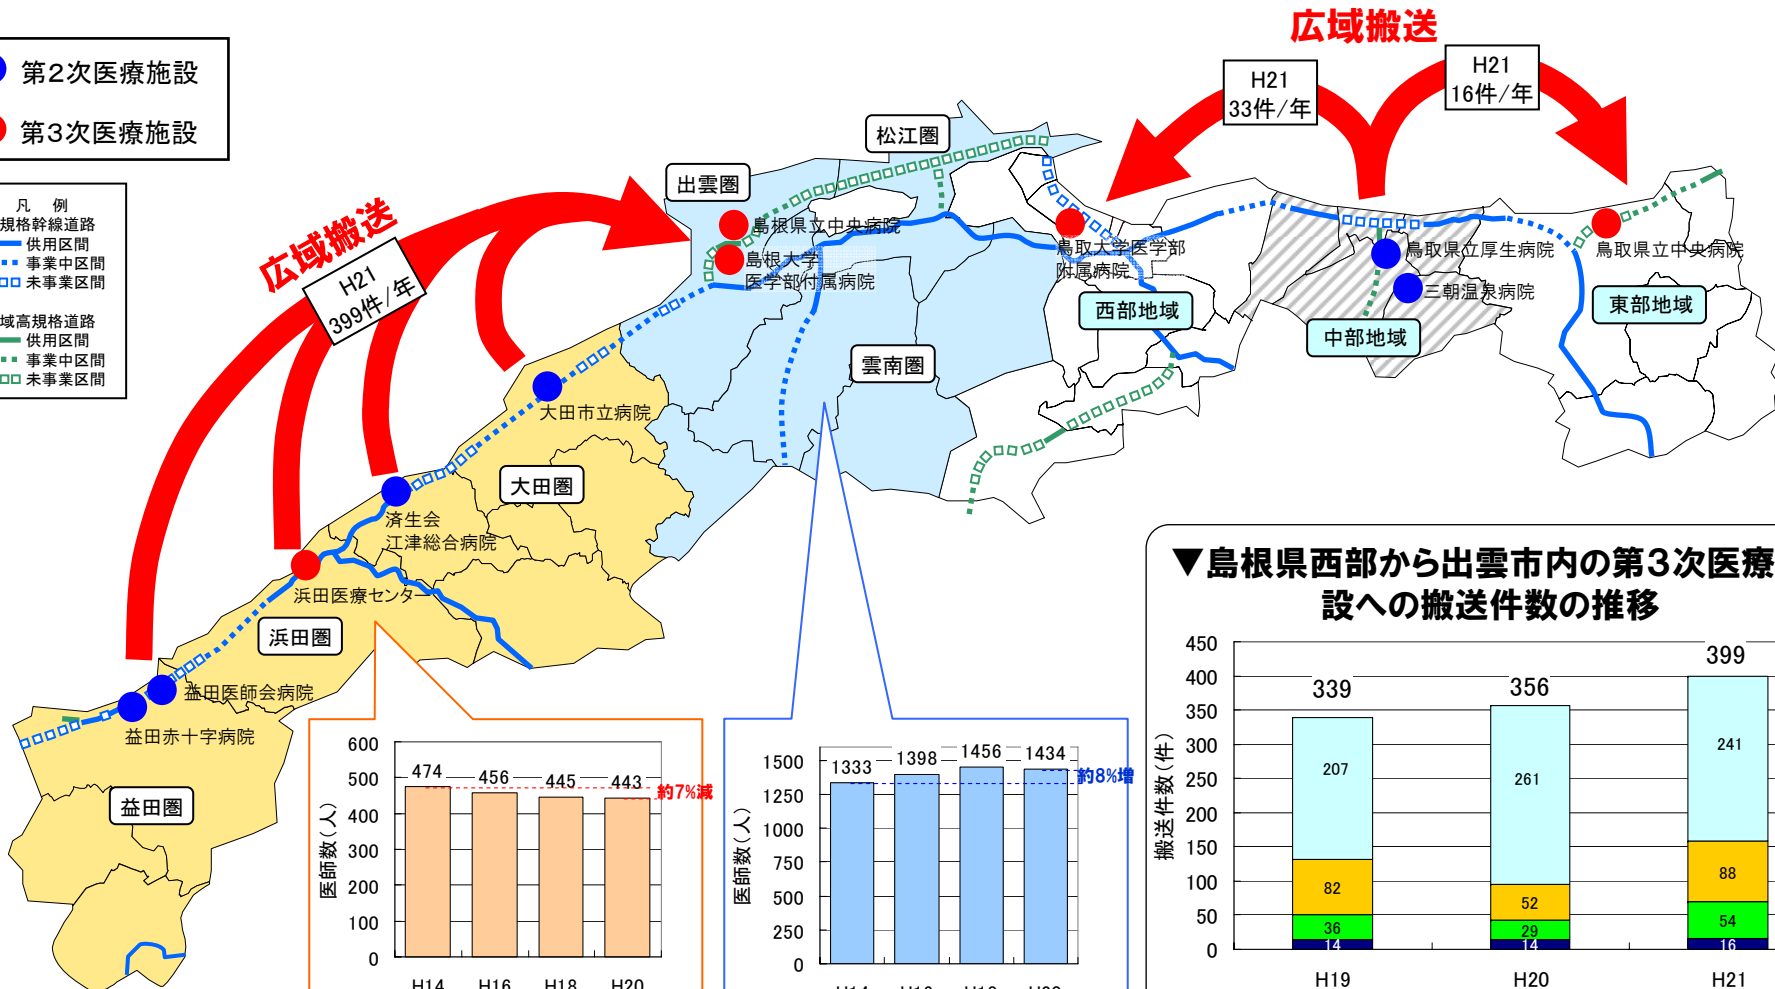 広域搬送
H21
33件/年
H21
16件/年
第2次医療施設
第3次医療施設
凡 例
規格幹線道路
供用区間
事業中区間
未事業区間
域高規格道路
供用区間
事業中区間
未事業区間
広域搬送
H21
399件/年
松江圏
出雲圏
島根県立中央病院
島根大学
医学部付属病院
鳥取大学医学部
附属病院
鳥取県立厚生病院
三朝温泉病院
鳥取県立中央病院
西部地域
中部地域
東部地域
雲南圏
大田市立病院
大田圏
済生会
江津総合病院
浜田医療センター
浜田圏
益田医師会病院
益田赤十字病院
益田圏
医師数(人)
600
500
400
300
200
100
0
474
456
445
443
約7%減
H14
H16
H18
H20
医師数(人)
1500
1250
1000
750
500
250
0
1333
1398
1456
1434
約8%増
▼島根県西部から出雲市内の第3次医療
設への搬送件数の推移
搬送件数(件)
450
400
350
300
250
200
150
100
50
0
339
207
82
36
14
356
261
52
29
14
399
241
88
54
16
H19
H20
H21